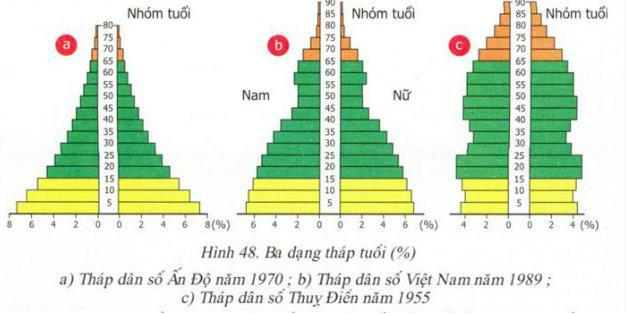 90
Nhóm tuổi 85 Nhóm tuổi 85 Nhóm tuổi
80 80 80
a 75 b 75 c 75
70 70 70
65 65 65
60 60 60
55 55 55
50 50 50
Nam Nữ
45 45 45
40 40 40
35 35 35
30 30 30
25 25 25
20 20 20
15 15 15
10 10 10
5 5 5
8 6 4 2 0 0 2 4 6 8 (%) 6 4 2 0 0 2 4 6 (%) 4 2 0 0 2 4 (%)
Hình 48. Ba dạng tháp tuổi (%)
a) Tháp dân số Ấn Độ năm 1970 ; b) Tháp dân số Việt Nam năm 1989 ;
c) Tháp dân số Thuỵ Điển năm 1955